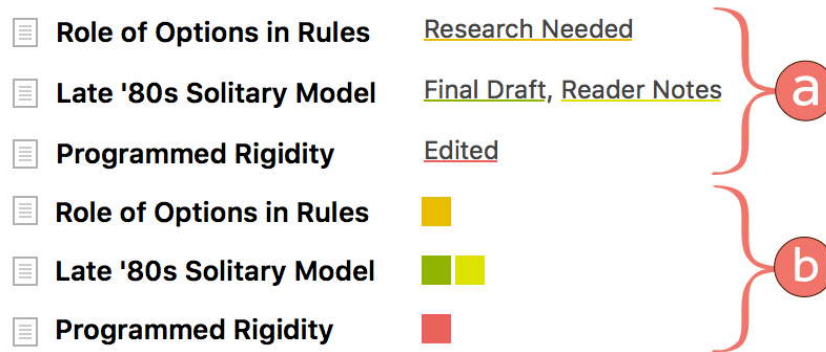 Role of Options in Rules Research Needed
Late '80s Solitary Model Final Draft, Reader Notes
a
Programmed Rigidity Edited
Role of Options in Rules
Late '80s Solitary Model
b
Programmed Rigidity